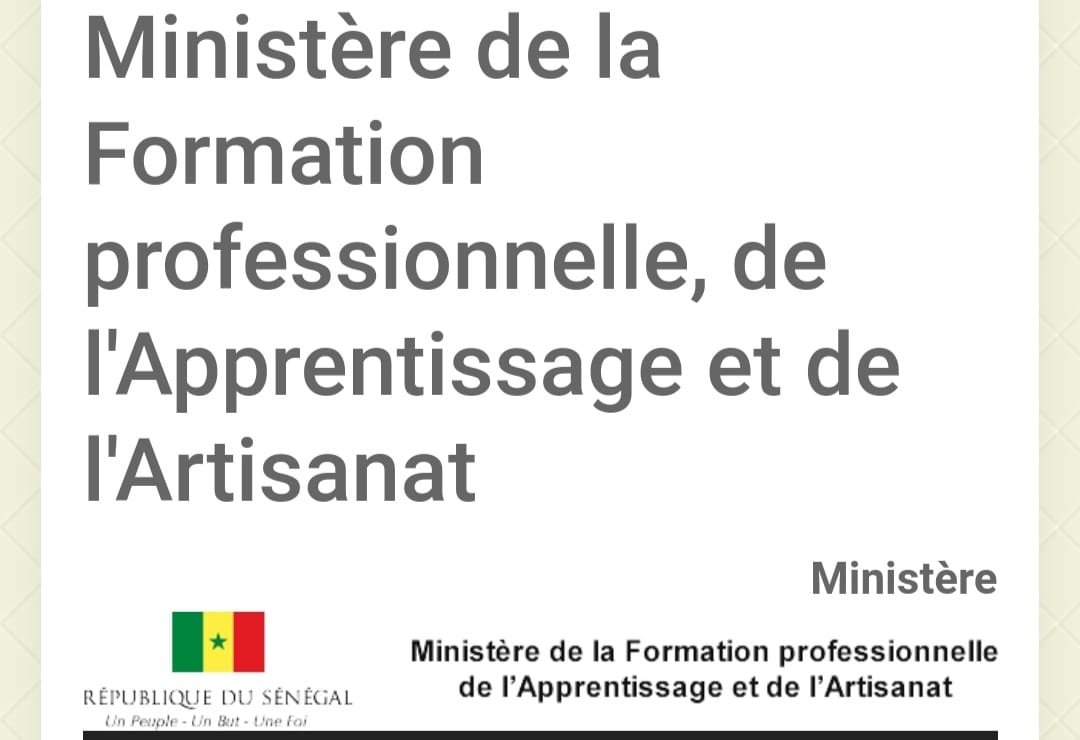 Ministère de la
Formation
professionnelle, de
l'Apprentissage et de
l'Artisanat
Ministère
Ministère de la Formation professionnelle
de l’Apprentissage et de l’Artisanat
RÉPUBLIQUE DU SÉNÉGAL
Un Peuple - Un But - Une Foi